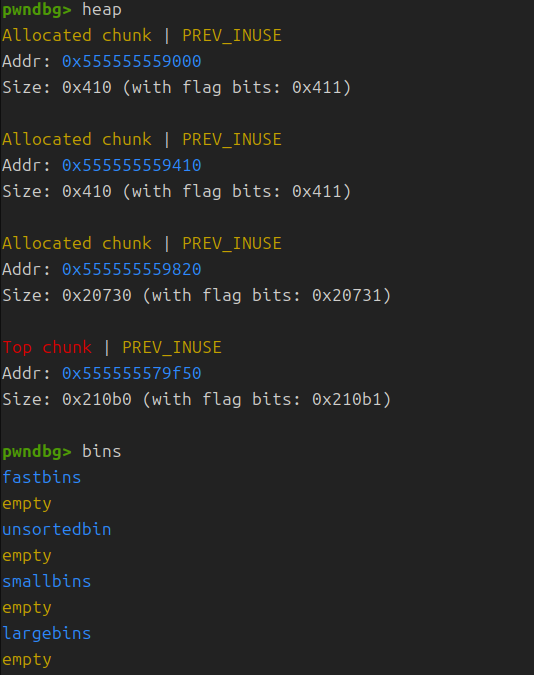 pwndbg> heap
Allocated chunk | PREV_INUSE
Addr: 0x555555559000
Size: 0x410 (with flag bits: 0x411)
Allocated chunk | PREV_INUSE
Addr: 0x555555559410
Size: 0x410 (with flag bits: 0x411)
Allocated chunk | PREV_INUSE
Addr: 0x555555559820
Size: 0x20730 (with flag bits: 0x20731)
Top chunk | PREV_INUSE
Addr: 0x555555579f50
Size: 0x210b0 (with flag bits: 0x210b1)
pwndbg> bins
fastbins
empty
unsortedbin
empty
smallbins
empty
largebins
empty